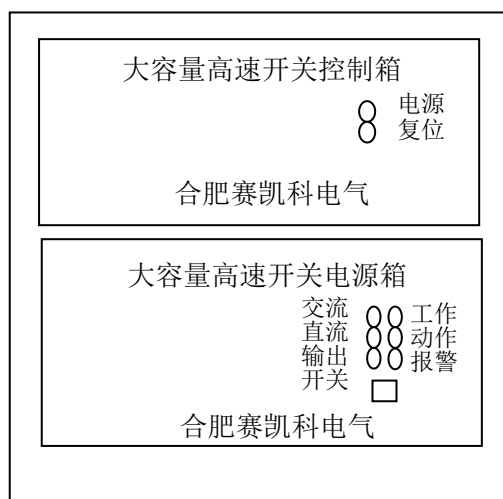 大容量高速开关控制箱
电源
复位
合肥赛凯科电气
大容量高速开关电源箱
交流 工作
直流 动作
输出 报警
开关
合肥赛凯科电气